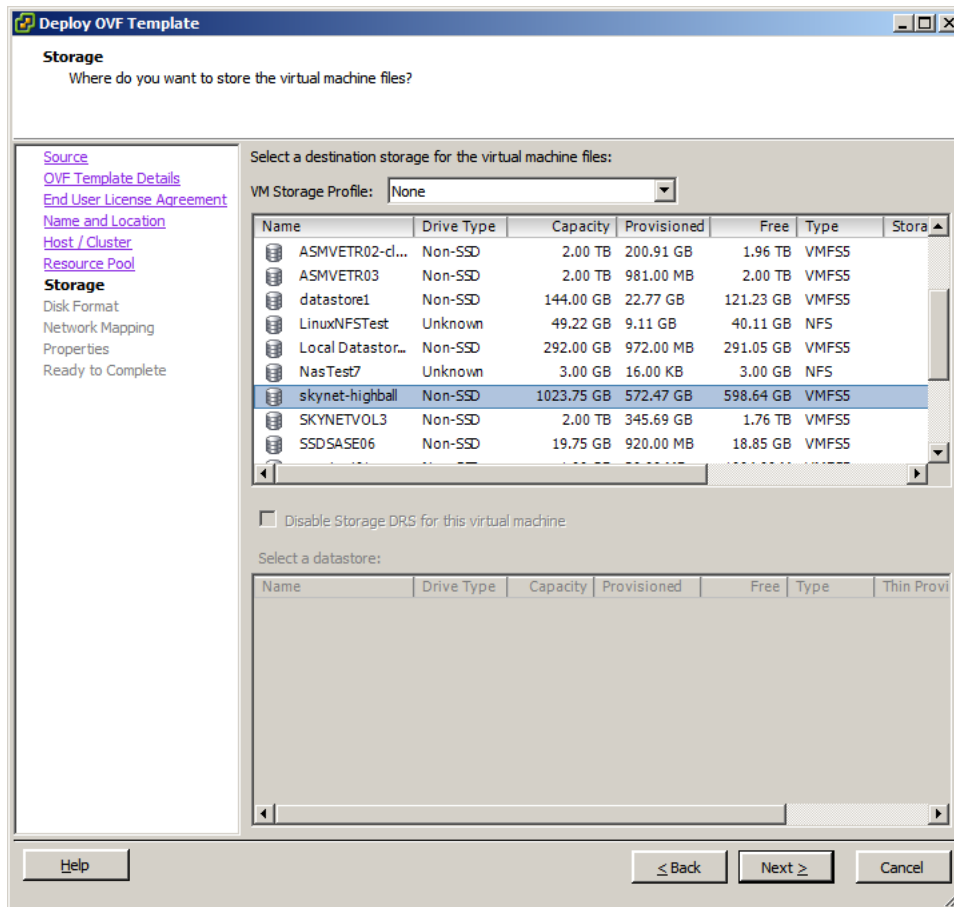 Deploy OVF Template
Storage
Where do you want to store the virtual machine files?
Source
OVF Template Details
End User License Agreement
Name and Location
Host / Cluster
Resource Pool
Storage
Disk Format
Network Mapping
Properties
Ready to Complete
Select a destination storage for the virtual machine files:
VM Storage Profile: None
Name Drive Type Capacity Provisioned Free Type Stora
ASMVETR02-cl... Non-SSD 2.00 TB 200.91 GB 1.96 TB VMFS5
ASMVETR03 Non-SSD 2.00 TB 981.00 MB 2.00 TB VMFS5
datastore1 Non-SSD 144.00 GB 22.77 GB 121.23 GB VMFS5
LinuxNFSTest Unknown 49.22 GB 9.11 GB 40.11 GB NFS
Local Datastor... Non-SSD 292.00 GB 972.00 MB 291.05 GB VMFS5
NasTest7 Unknown 3.00 GB 16.00 KB 3.00 GB NFS
skynet-highball Non-SSD 1023.75 GB 572.47 GB 598.64 GB VMFS5
SKYNETVOL3 Non-SSD 2.00 TB 345.69 GB 1.76 TB VMFS5
SSDSASE06 Non-SSD 19.75 GB 920.00 MB 18.85 GB VMFS5
Disable Storage DRS for this virtual machine
Select a datastore:
Name Drive Type Capacity Provisioned Free Type Thin Provi
Help
< Back
Next >
Cancel